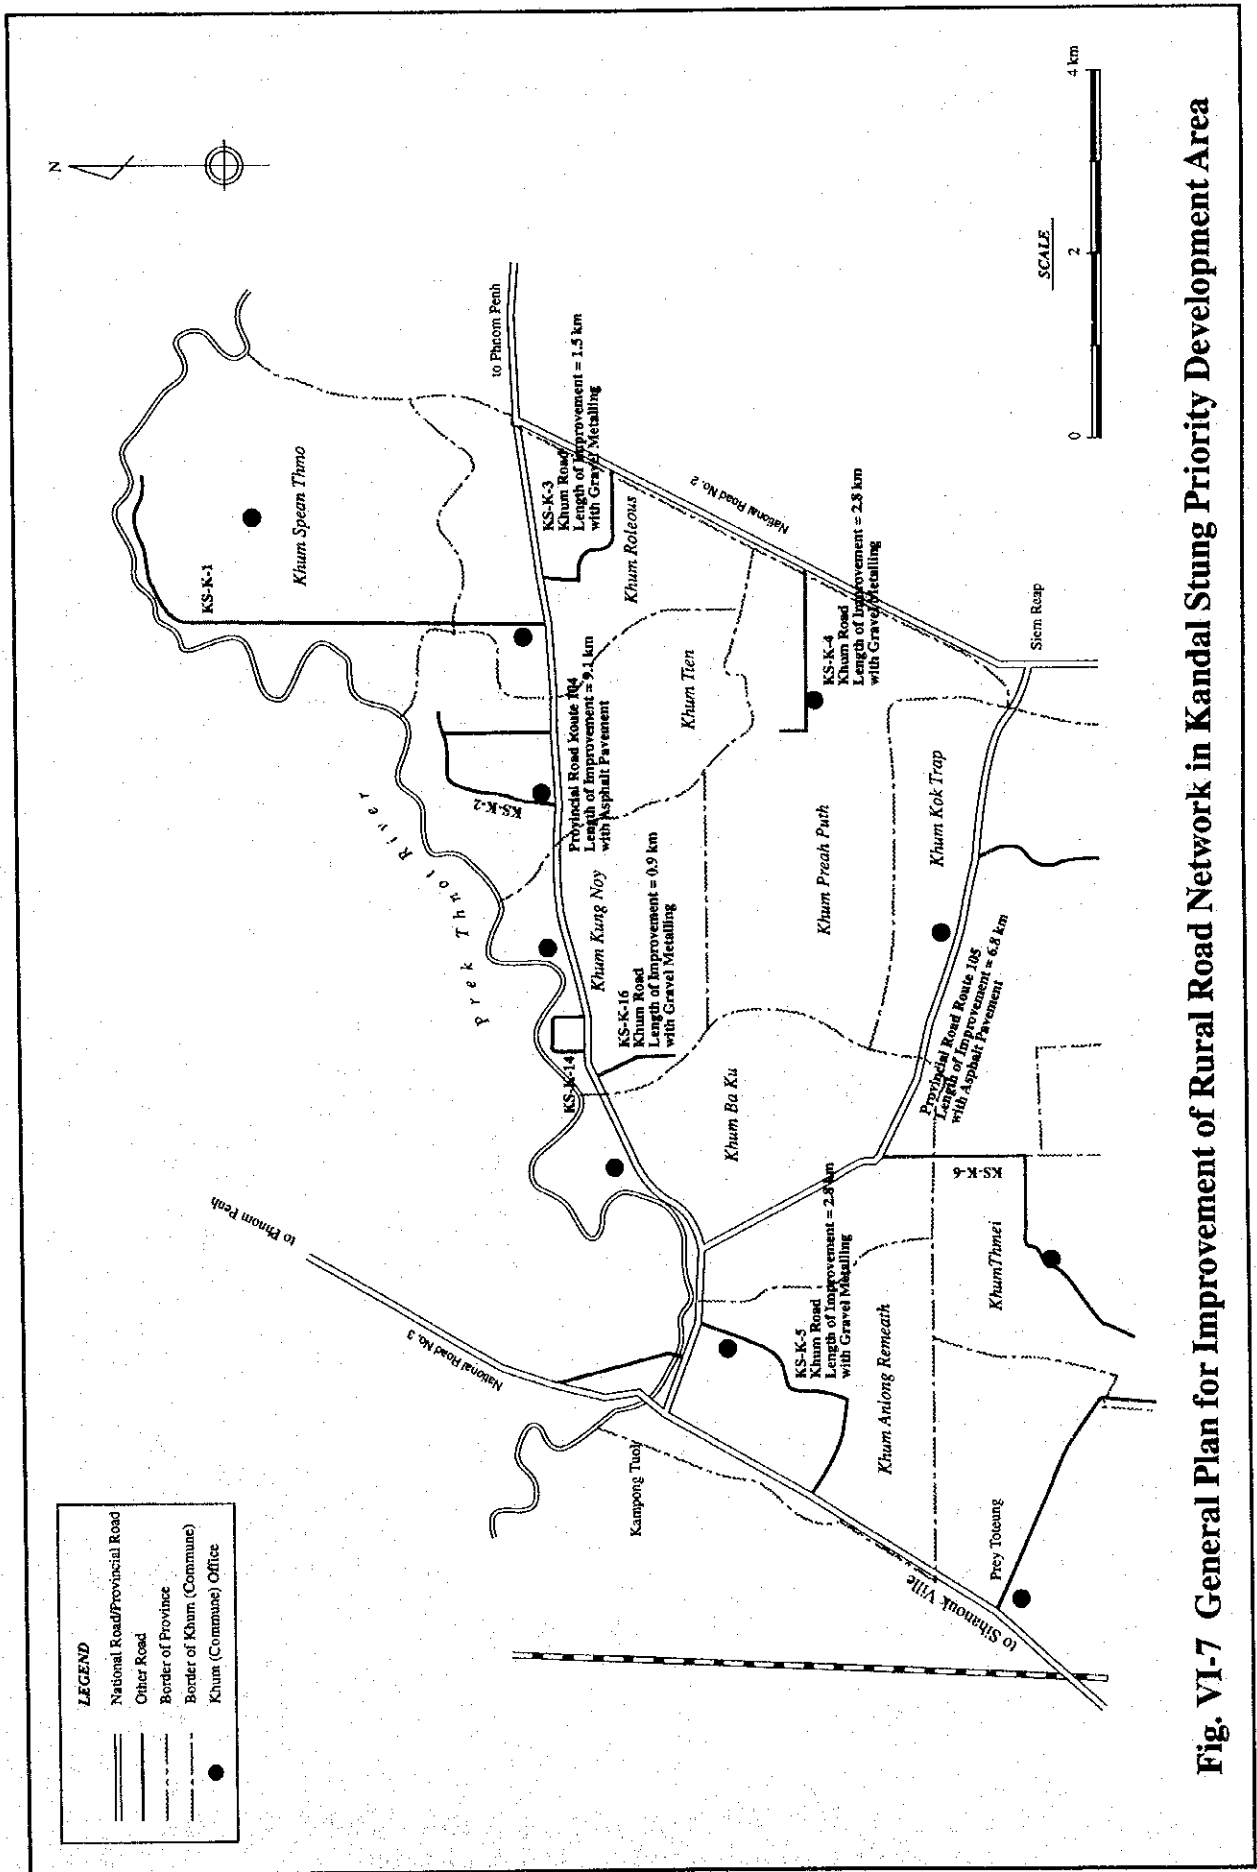 LEGEND
National Road/Provincial Road
Other Road
Border of Province
Border of Khum (Commune)
Khum (Commune) Office
N
to Phnom Penh
National Road No. 3
Kampong Tuol
to Sihanouk Ville
Prey Toteung
Prek Thnot River
KS-K-1
Khum Spean Thmo
to Phnom Penh
KS-K-2
Provincial Road Route 104
Length of Improvement = 9.1 km
with Asphalt Pavement
KS-K-3
Khum Road
Length of Improvement = 1.5 km
with Gravel Metalling
Khum Roleous
National Road No. 2
Khum Tien
KS-K-4
Khum Road
Length of Improvement = 2.8 km
with Gravel Metalling
Siem Reap
Khum Kung Noy
KS-K-14
KS-K-16
Khum Road
Length of Improvement = 0.9 km
with Gravel Metalling
Khum Preah Puth
Khum Kok Trap
Khum Ba Ku
Provincial Road Route 105
Length of Improvement = 6.8 km
with Asphalt Pavement
KS-K-5
Khum Road
Length of Improvement = 2.8 km
with Gravel Metalling
Khum Anlong Remeath
KS-K-6
KhumThmei
SCALE
0 2 4 km
Fig. VI-7 General Plan for Improvement of Rural Road Network in Kandal Stung Priority Development Area